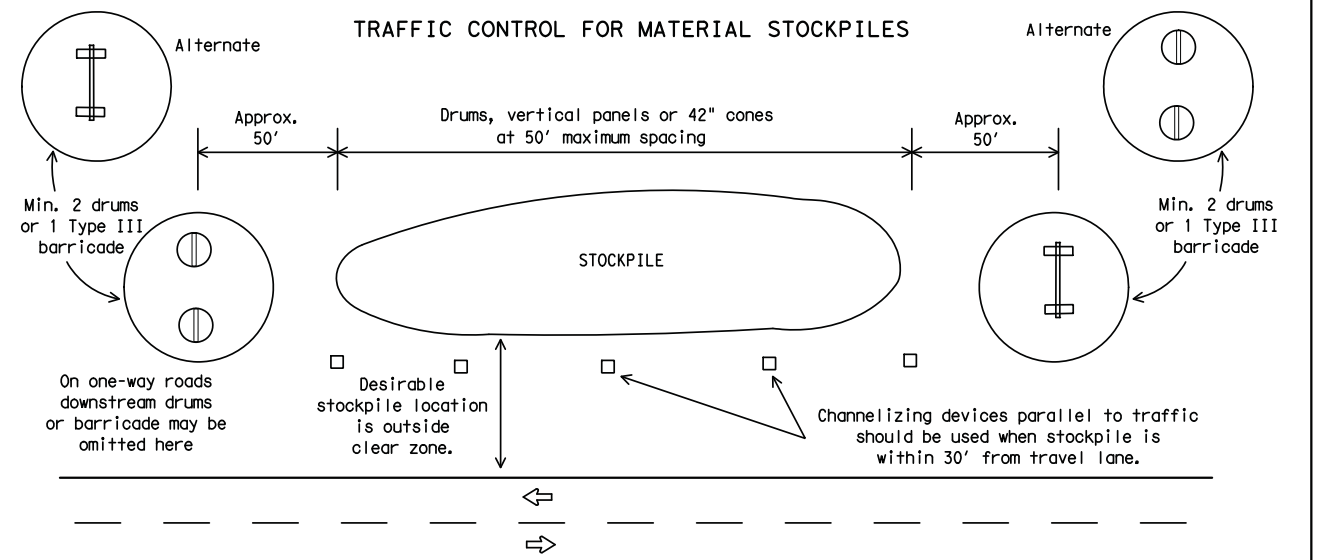 TRAFFIC CONTROL FOR MATERIAL STOCKPILES
Alternate
Alternate
Approx.
50'
Drums, vertical panels or 42" cones
at 50' maximum spacing
Approx.
50'
Min. 2 drums
or 1 Type III
barricade
Min. 2 drums
or 1 Type III
barricade
STOCKPILE
On one-way roads
downstream drums
or barricade may be
omitted here
Desirable
stockpile location
is outside
clear zone.
Channelizing devices parallel to traffic
should be used when stockpile is
within 30' from travel lane.